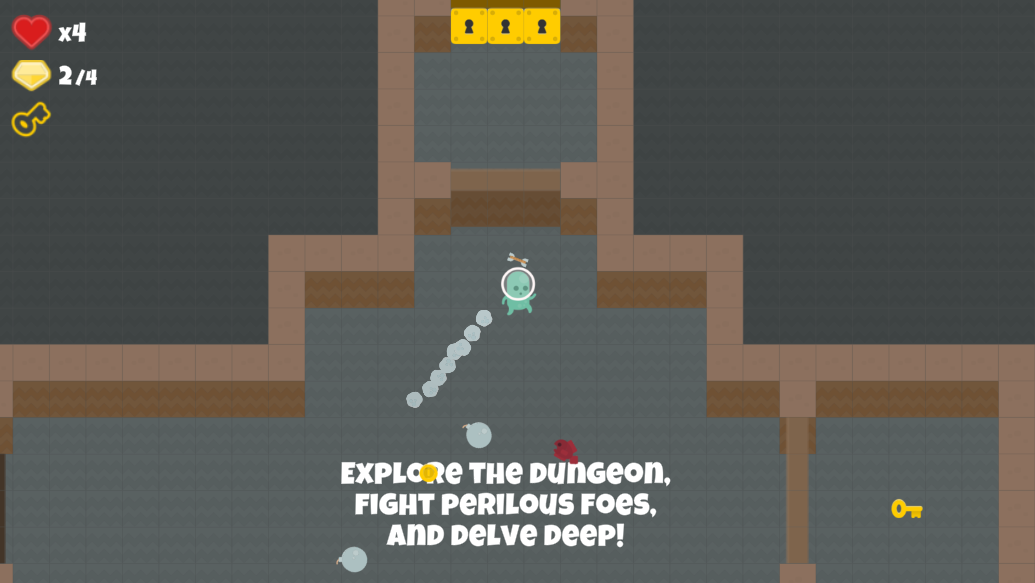 x4
2/4
Explore the dungeon,
fight perilous foes,
and delve deep!